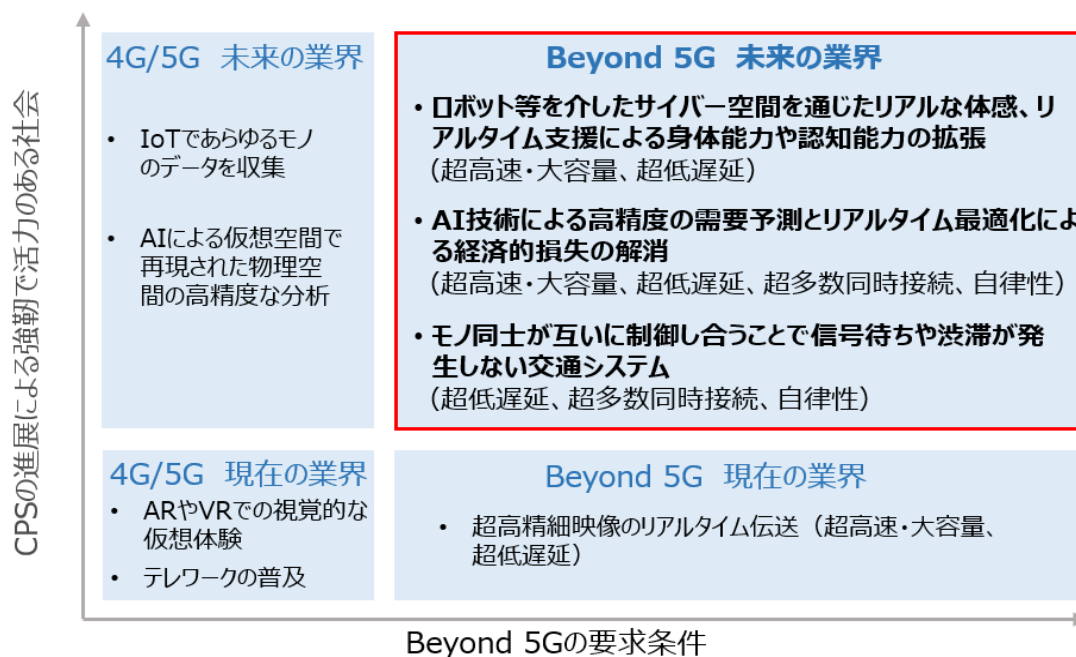 CPSの進展による強靭で活力のある社会
4G/5G 未来の業界
• IoTであらゆるモノ
のデータを収集
• AIによる仮想空間で
再現された物理空
間の高精度な分析
Beyond 5G 未来の業界
• ロボット等を介したサイバー空間を通じたリアルな体感、リ
アルタイム支援による身体能力や認知能力の拡張
(超高速・大容量、超低遅延)
• AI技術による高精度の需要予測とリアルタイム最適化によ
る経済的損失の解消
(超高速・大容量、超低遅延、超多数同時接続、自律性)
• モノ同士が互いに制御し合うことで信号待ちや渋滞が発
生しない交通システム
(超低遅延、超多数同時接続、自律性)
4G/5G 現在の業界
• ARやVRでの視覚的な
仮想体験
• テレワークの普及
Beyond 5G 現在の業界
• 超高精細映像のリアルタイム伝送(超高速・大容量、
超低遅延)
Beyond 5Gの要求条件